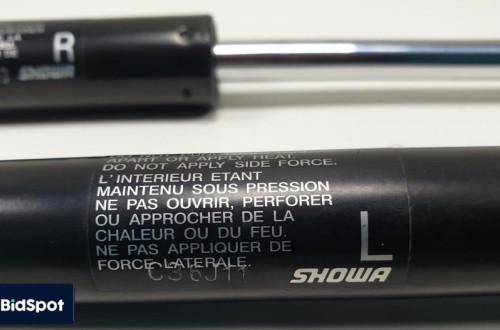 R
SHOWA
APART OR APPLY HEAT.
DO NOT APPLY SIDE FORCE.
L'INTERIEUR ETANT
MAINTENU SOUS PRESSION
NE PAS OUVRIR, PERFORER
OU APPROCHER DE LA
CHALEUR OU DU FEU.
NE PAS APPLIQUER DE
FORCE LATERALE.
L
SHOWA
BidSpot